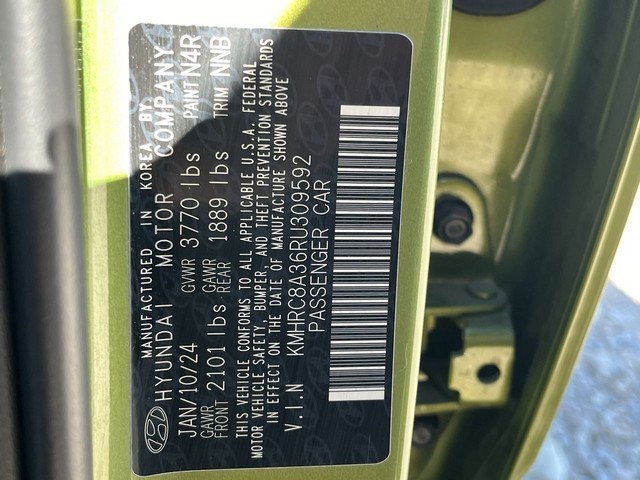 MANUFACTURED IN KOREA BY
HYUNDAI MOTOR COMPANY
JAN/10/24 GVWR 3770 lbs PAINT N4R
GAWR FRONT 2101 lbs GAWR REAR 1889 lbs TRIM NNB
THIS VEHICLE CONFORMS TO ALL APPLICABLE U.S.A. FEDERAL
MOTOR VEHICLE SAFETY, BUMPER, AND THEFT PREVENTION STANDARDS
IN EFFECT ON THE DATE OF MANUFACTURE SHOWN ABOVE
V.I.N KMHRC8A36RU309592
PASSENGER CAR